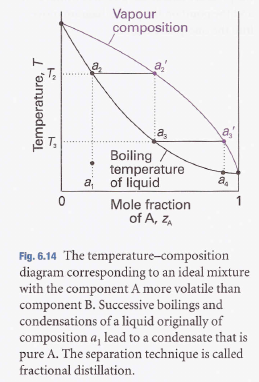 Vapour
composition
Temperature, T
T₂
a₂
a₂′
T₃
a₃
a₃′
Boiling
temperature
of liquid
a₁
a₄
0
Mole fraction
of A, zA
1
Fig. 6.14 The temperature–composition
diagram corresponding to an ideal mixture
with the component A more volatile than
component B. Successive boilings and
condensations of a liquid originally of
composition a₁ lead to a condensate that is
pure A. The separation technique is called
fractional distillation.